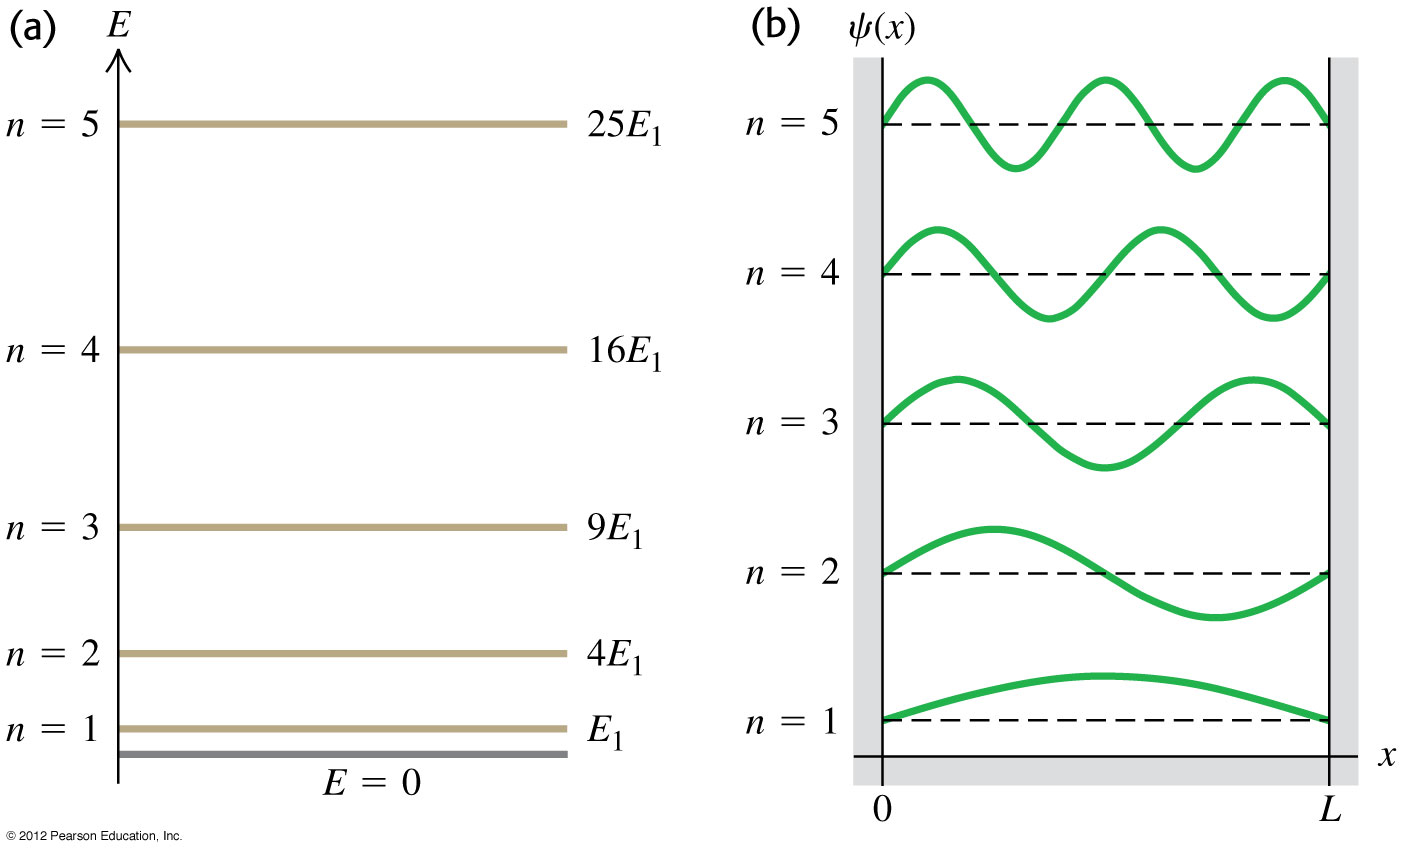 (a)
E
n = 5
25E₁
n = 4
16E₁
n = 3
9E₁
n = 2
4E₁
n = 1
E₁
E = 0
(b)
ψ(x)
n = 5
n = 4
n = 3
n = 2
n = 1
x
0
L
© 2012 Pearson Education, Inc.